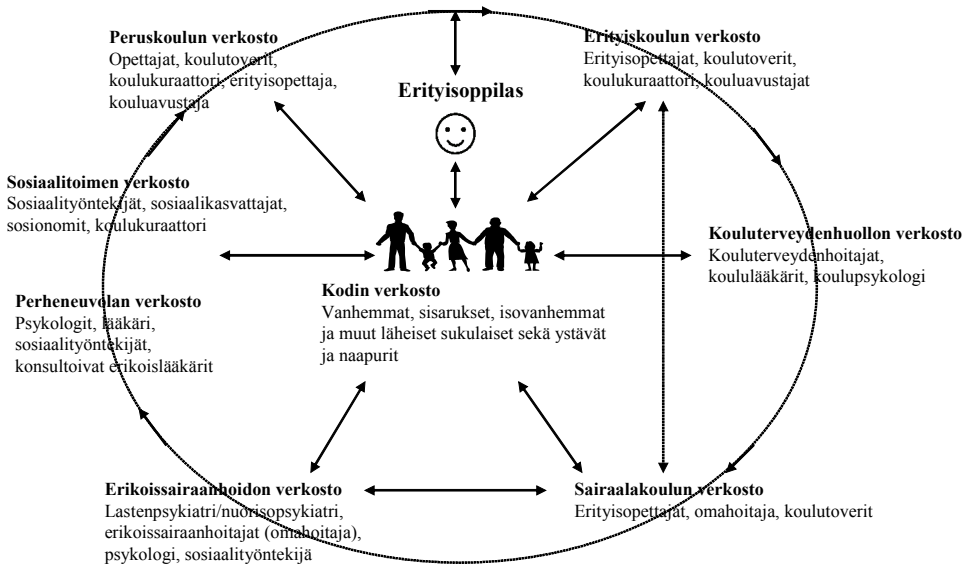 Peruskoulun verkosto
Opettajat, koulutoverit,
koulukuraattori, erityisopettaja,
kouluavustaja
Erityiskoulun verkosto
Erityisopettajat, koulutoverit,
koulukuraattori, kouluavustajat
Erityisoppilas
Sosiaalitoimen verkosto
Sosiaalityöntekijät, sosiaalikasvattajat,
sosionomit, koulukuraattori
Kouluterveydenhuollon verkosto
Kouluterveydenhoitajat,
koululääkärit, koulupsykologi
Perheneuvolan verkosto
Psykologit, lääkäri,
sosiaalityöntekijät,
konsultoivat erikoislääkärit
Kodin verkosto
Vanhemmat, sisarukset, isovanhemmat
ja muut läheiset sukulaiset sekä ystävät
ja naapurit
Erikoissairaanhoidon verkosto
Lastenpsykiatri/nuorisopsykiatri,
erikoissairaanhoitajat (omahoitaja),
psykologi, sosiaalityöntekijä
Sairaalakoulun verkosto
Erityisopettajat, omahoitaja, koulutoverit